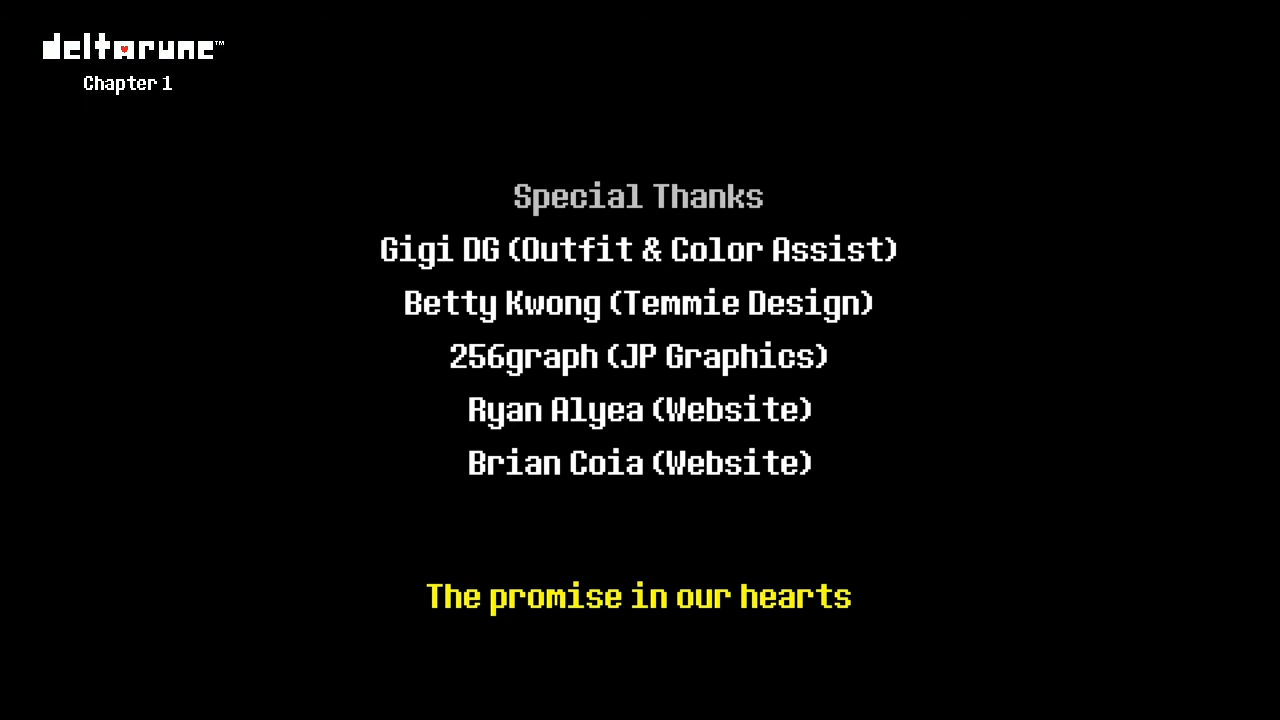 deltarune™
Chapter 1
Special Thanks
Gigi DG (Outfit & Color Assist)
Betty Kwong (Temmie Design)
256graph (JP Graphics)
Ryan Alyea (Website)
Brian Coia (Website)
The promise in our hearts